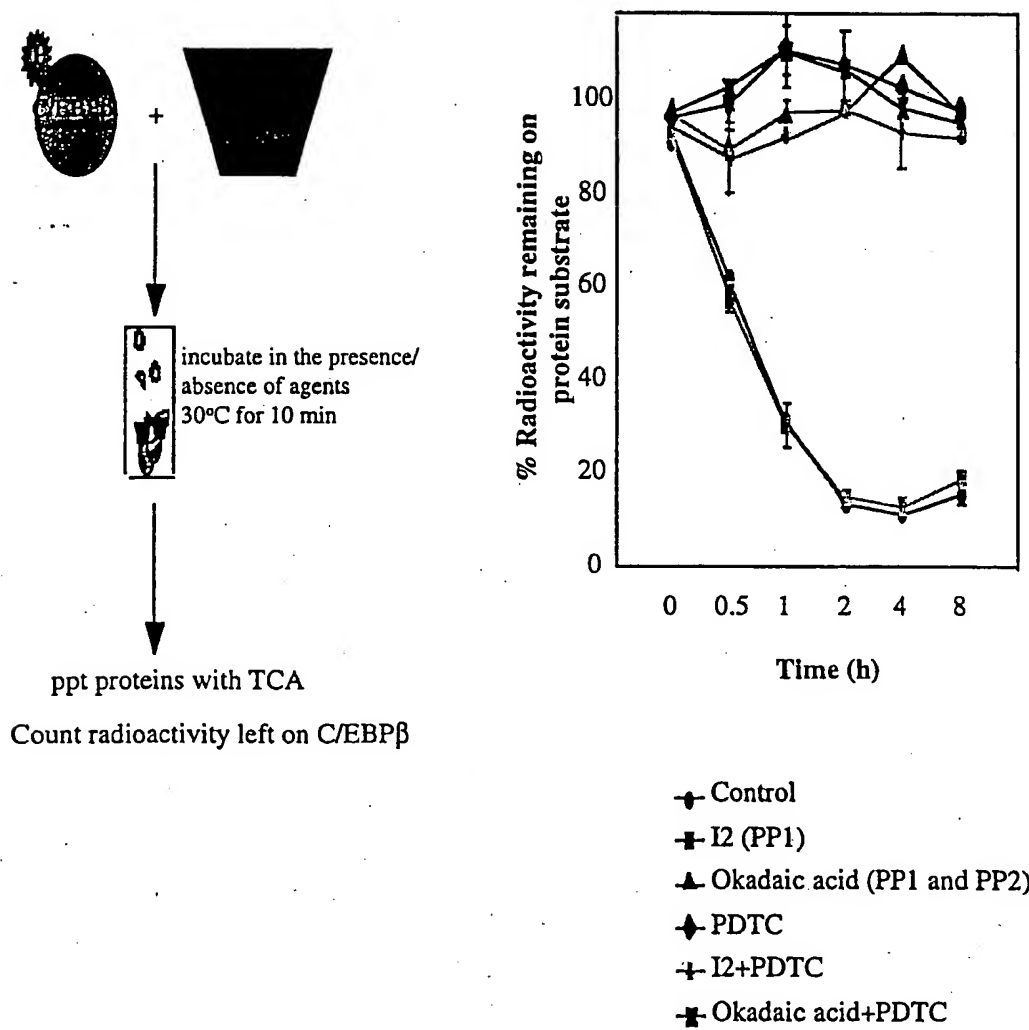 C/EBPβ
+
incubate in the presence/
absence of agents
30°C for 10 min
ppt proteins with TCA
Count radioactivity left on C/EBPβ
% Radioactivity remaining on
protein substrate
100
80
60
40
20
0
0 0.5 1 2 4 8
Time (h)
Control
I2 (PP1)
Okadaic acid (PP1 and PP2)
PDTC
I2+PDTC
Okadaic acid+PDTC